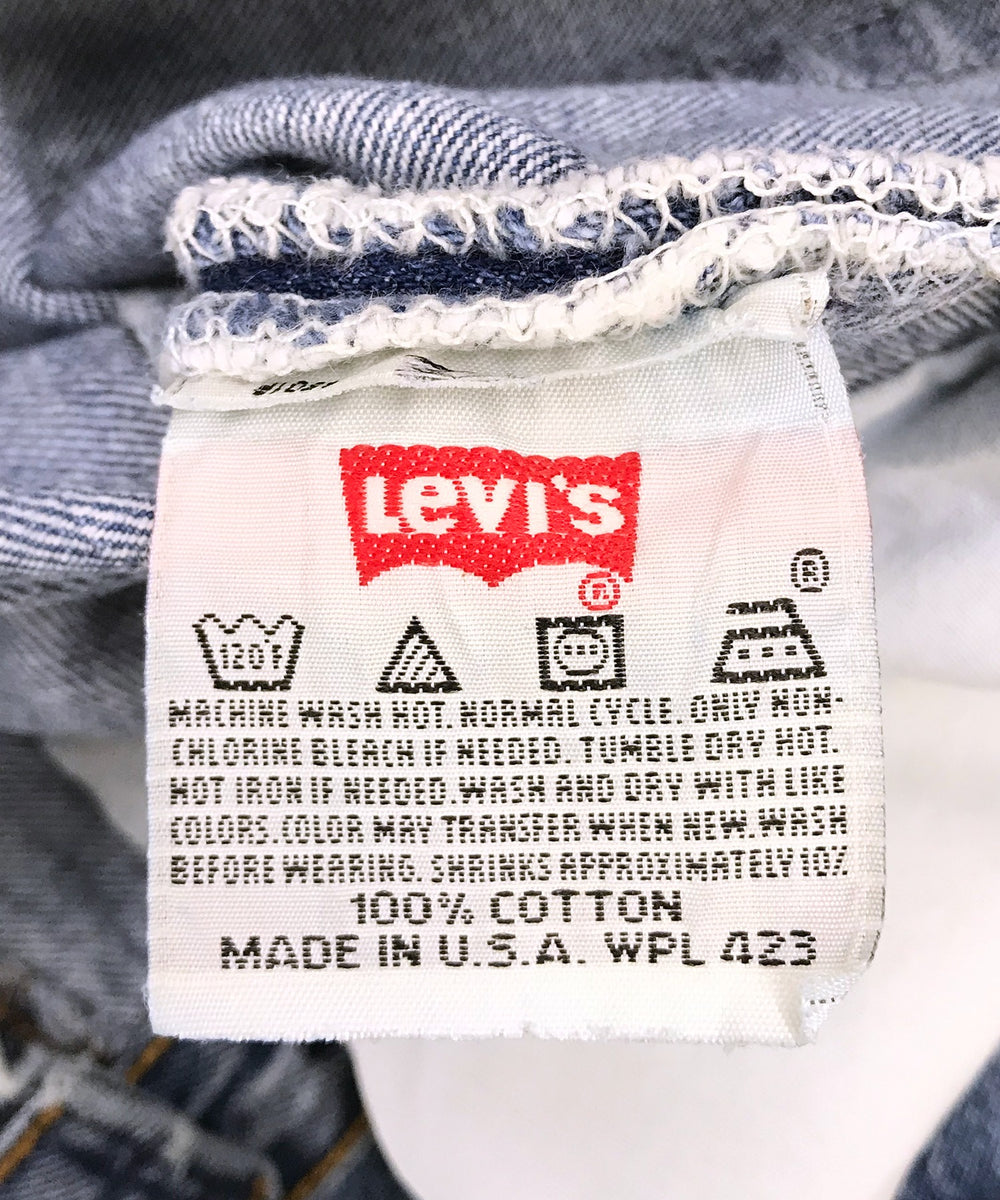 Levi's
®
®
120F
MACHINE WASH HOT. NORMAL CYCLE. ONLY NON-
CHLORINE BLEACH IF NEEDED. TUMBLE DRY HOT.
HOT IRON IF NEEDED.WASH AND DRY WITH LIKE
COLORS.COLOR MAY TRANSFER WHEN NEW.WASH
BEFORE WEARING. SHRINKS APPROXIMATELY 10%
100% COTTON
MADE IN U.S.A. WPL 423